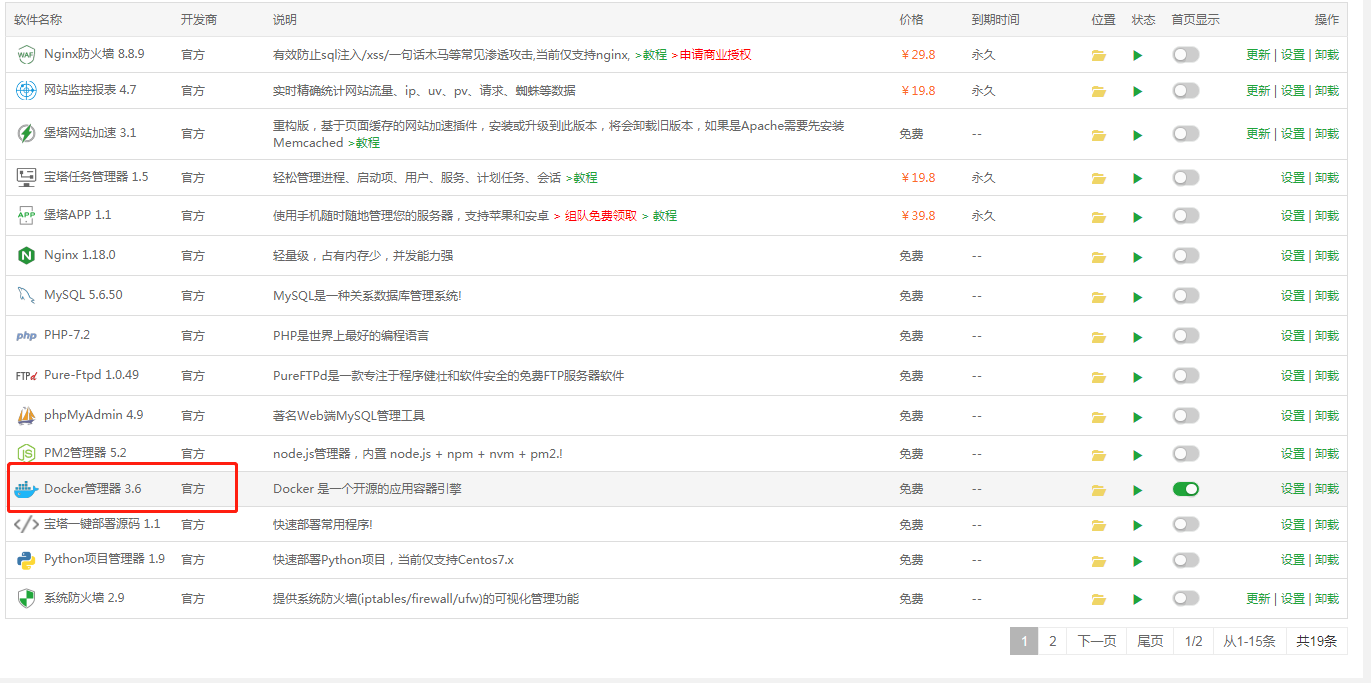 软件名称 开发商 说明 价格 到期时间 位置 状态 首页显示 操作
WAF Nginx防火墙 8.8.9 官方 有效防止sql注入/xss/一句话木马等常见渗透攻击,当前仅支持nginx, >教程 >申请商业授权 ￥29.8 永久 更新 | 设置 | 卸载
网站监控报表 4.7 官方 实时精确统计网站流量、ip、uv、pv、请求、蜘蛛等数据 ￥19.8 永久 更新 | 设置 | 卸载
堡塔网站加速 3.1 官方 重构版，基于页面缓存的网站加速插件，安装或升级到此版本，将会卸载旧版本，如果是Apache需要先安装 免费 -- 更新 | 设置 | 卸载
Memcached >教程
宝塔任务管理器 1.5 官方 轻松管理进程、启动项、用户、服务、计划任务、会话 >教程 ￥19.8 永久 设置 | 卸载
APP 堡塔APP 1.1 官方 使用手机随时随地管理您的服务器，支持苹果和安卓 > 组队免费领取 > 教程 ￥39.8 永久 设置 | 卸载
N Nginx 1.18.0 官方 轻量级，占有内存少，并发能力强 免费 -- 设置 | 卸载
MySQL 5.6.50 官方 MySQL是一种关系数据库管理系统! 免费 -- 设置 | 卸载
php PHP-7.2 官方 PHP是世界上最好的编程语言 免费 -- 设置 | 卸载
FTPd Pure-Ftpd 1.0.49 官方 PureFTPd是一款专注于程序健壮和软件安全的免费FTP服务器软件 免费 -- 设置 | 卸载
phpMyAdmin 4.9 官方 著名Web端MySQL管理工具 免费 -- 设置 | 卸载
JS PM2管理器 5.2 官方 node.js管理器，内置 node.js + npm + nvm + pm2.! 免费 -- 设置 | 卸载
Docker管理器 3.6 官方 Docker 是一个开源的应用容器引擎 免费 -- 设置 | 卸载
</> 宝塔一键部署源码 1.1 官方 快速部署常用程序! 免费 -- 设置 | 卸载
Python项目管理器 1.9 官方 快速部署Python项目，当前仅支持Centos7.x 免费 -- 设置 | 卸载
系统防火墙 2.9 官方 提供系统防火墙(iptables/firewall/ufw)的可视化管理功能 免费 -- 更新 | 设置 | 卸载
1 2 下一页 尾页 1/2 从1-15条 共19条